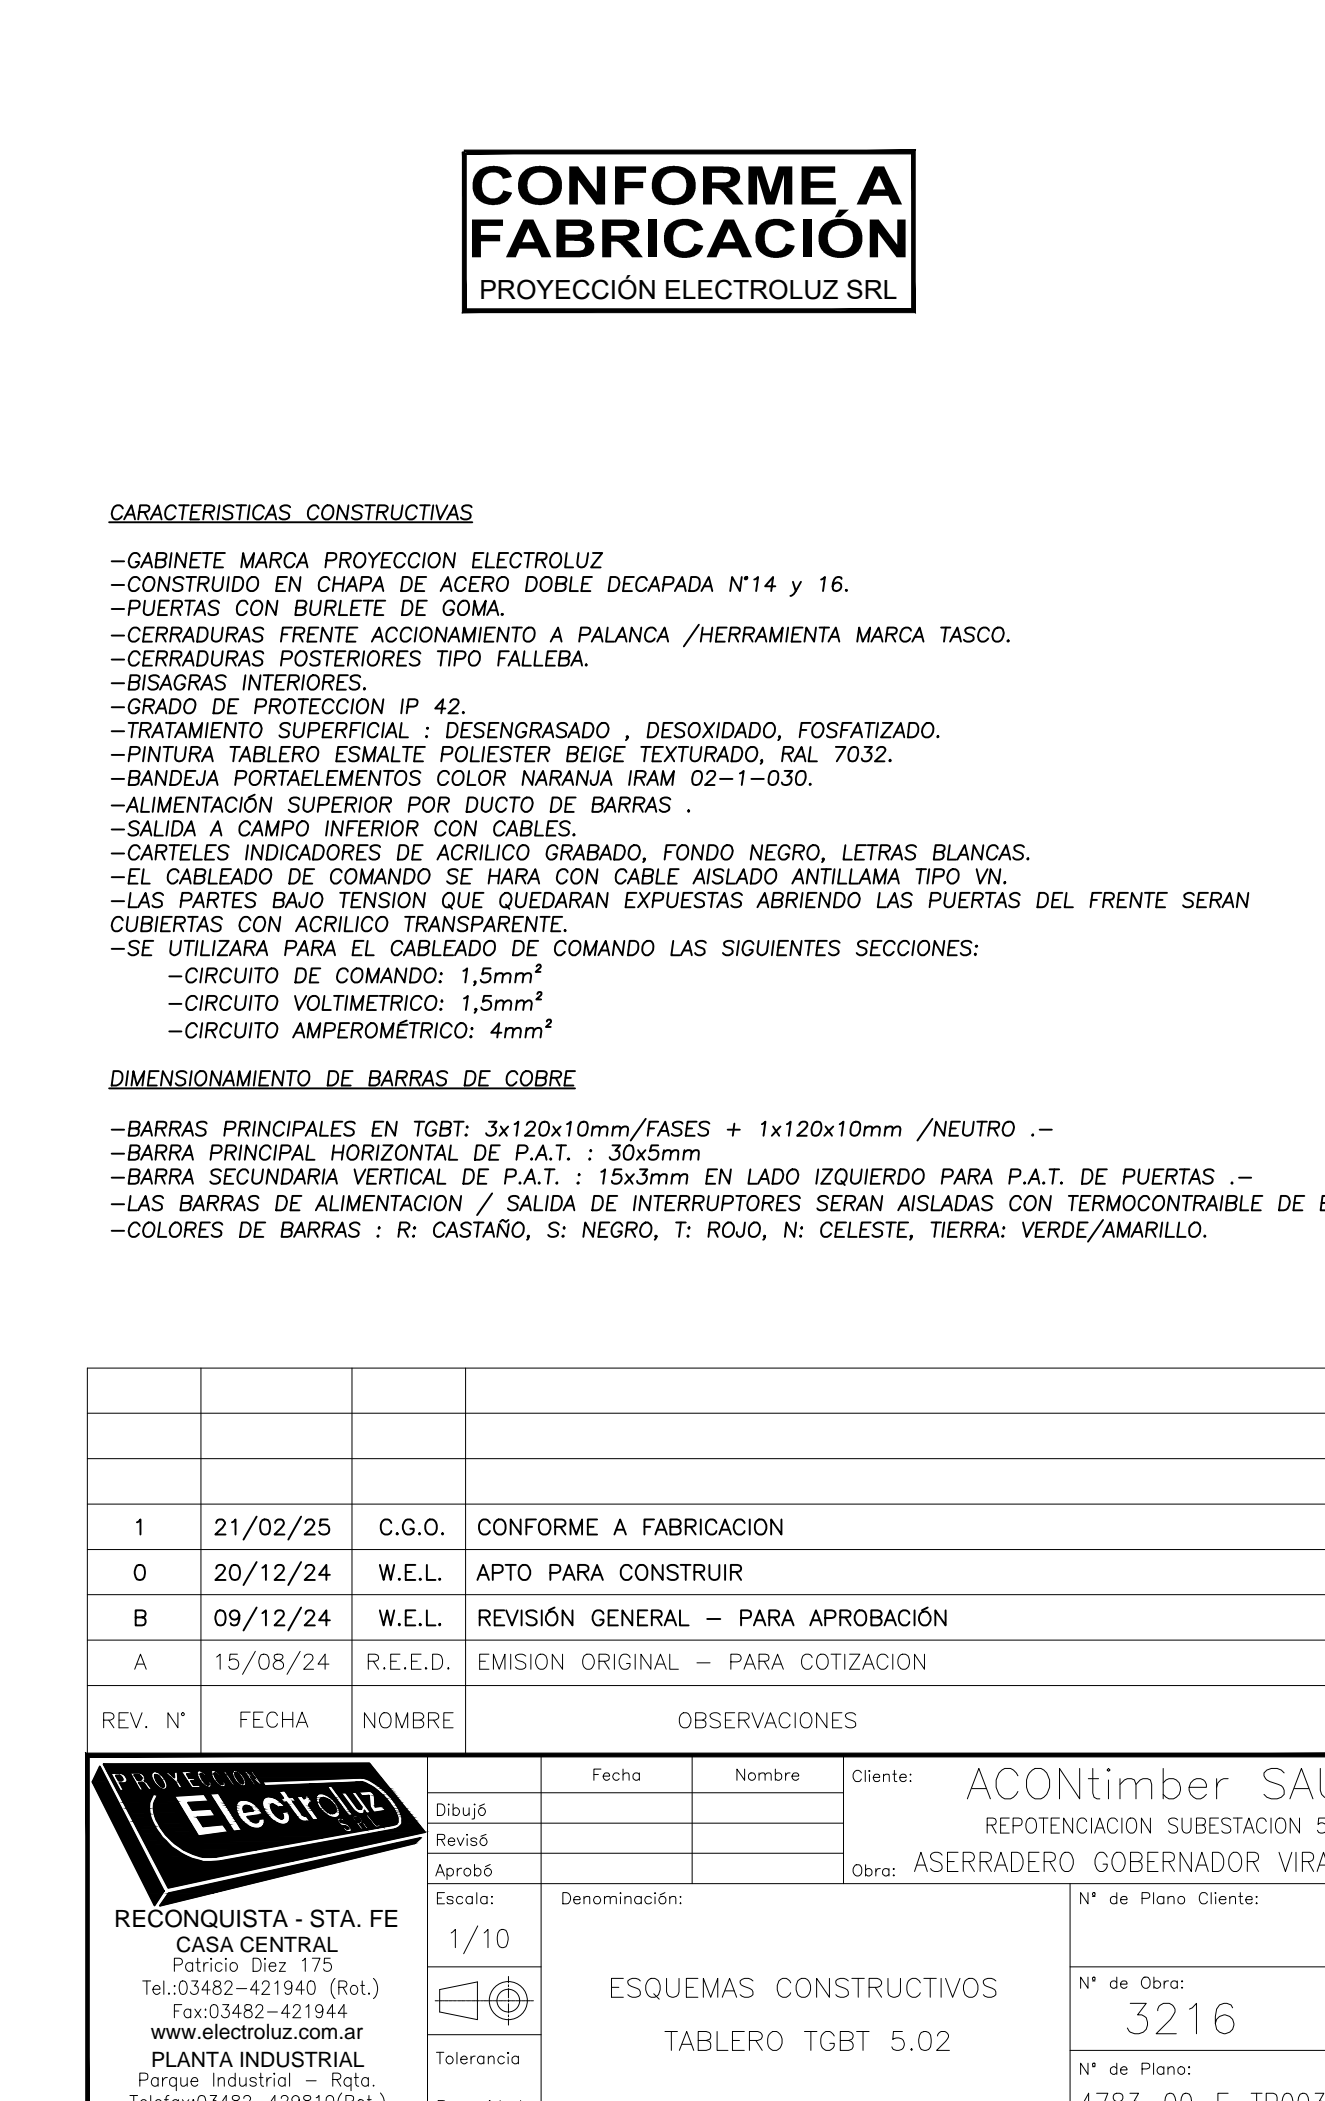 CONFORME A
FABRICACIÓN
PROYECCIÓN ELECTROLUZ SRL
CARACTERISTICAS CONSTRUCTIVAS
-GABINETE MARCA PROYECCION ELECTROLUZ
-CONSTRUIDO EN CHAPA DE ACERO DOBLE DECAPADA N°14 y 16.
-PUERTAS CON BURLETE DE GOMA.
-CERRADURAS FRENTE ACCIONAMIENTO A PALANCA /HERRAMIENTA MARCA TASCO.
-CERRADURAS POSTERIORES TIPO FALLEBA.
-BISAGRAS INTERIORES.
-GRADO DE PROTECCION IP 42.
-TRATAMIENTO SUPERFICIAL : DESENGRASADO , DESOXIDADO, FOSFATIZADO.
-PINTURA TABLERO ESMALTE POLIESTER BEIGE TEXTURADO, RAL 7032.
-BANDEJA PORTAELEMENTOS COLOR NARANJA IRAM 02-1-030.
-ALIMENTACIÓN SUPERIOR POR DUCTO DE BARRAS .
-SALIDA A CAMPO INFERIOR CON CABLES.
-CARTELES INDICADORES DE ACRILICO GRABADO, FONDO NEGRO, LETRAS BLANCAS.
-EL CABLEADO DE COMANDO SE HARA CON CABLE AISLADO ANTILLAMA TIPO VN.
-LAS PARTES BAJO TENSION QUE QUEDARAN EXPUESTAS ABRIENDO LAS PUERTAS DEL FRENTE SERAN
CUBIERTAS CON ACRILICO TRANSPARENTE.
-SE UTILIZARA PARA EL CABLEADO DE COMANDO LAS SIGUIENTES SECCIONES:
-CIRCUITO DE COMANDO: 1,5mm²
-CIRCUITO VOLTIMETRICO: 1,5mm²
-CIRCUITO AMPEROMÉTRICO: 4mm²
DIMENSIONAMIENTO DE BARRAS DE COBRE
-BARRAS PRINCIPALES EN TGBT: 3x120x10mm/FASES + 1x120x10mm /NEUTRO .-
-BARRA PRINCIPAL HORIZONTAL DE P.A.T. : 30x5mm
-BARRA SECUNDARIA VERTICAL DE P.A.T. : 15x3mm EN LADO IZQUIERDO PARA P.A.T. DE PUERTAS .-
-LAS BARRAS DE ALIMENTACION / SALIDA DE INTERRUPTORES SERAN AISLADAS CON TERMOCONTRAIBLE DE
-COLORES DE BARRAS : R: CASTAÑO, S: NEGRO, T: ROJO, N: CELESTE, TIERRA: VERDE/AMARILLO.
1 21/02/25 C.G.O. CONFORME A FABRICACION
0 20/12/24 W.E.L. APTO PARA CONSTRUIR
B 09/12/24 W.E.L. REVISIÓN GENERAL - PARA APROBACIÓN
A 15/08/24 R.E.E.D. EMISION ORIGINAL - PARA COTIZACION
REV. N° FECHA NOMBRE OBSERVACIONES
PROYECCION
Electroluz
SRL
RECONQUISTA - STA. FE
CASA CENTRAL
Patricio Diez 175
Tel.:03482-421940 (Rot.)
Fax:03482-421944
www.electroluz.com.ar
PLANTA INDUSTRIAL
Parque Industrial - Rqta.
Fecha Nombre
Dibujó
Revisó
Aprobó
Cliente: ACONtimber
REPOTENCIACION SUBESTACION
Obra: ASERRADERO GOBERNADOR
Escala:
1/10
Tolerancia
Denominación:
ESQUEMAS CONSTRUCTIVOS
TABLERO TGBT 5.02
N° de Plano Cliente:
N° de Obra:
3216
N° de Plano: